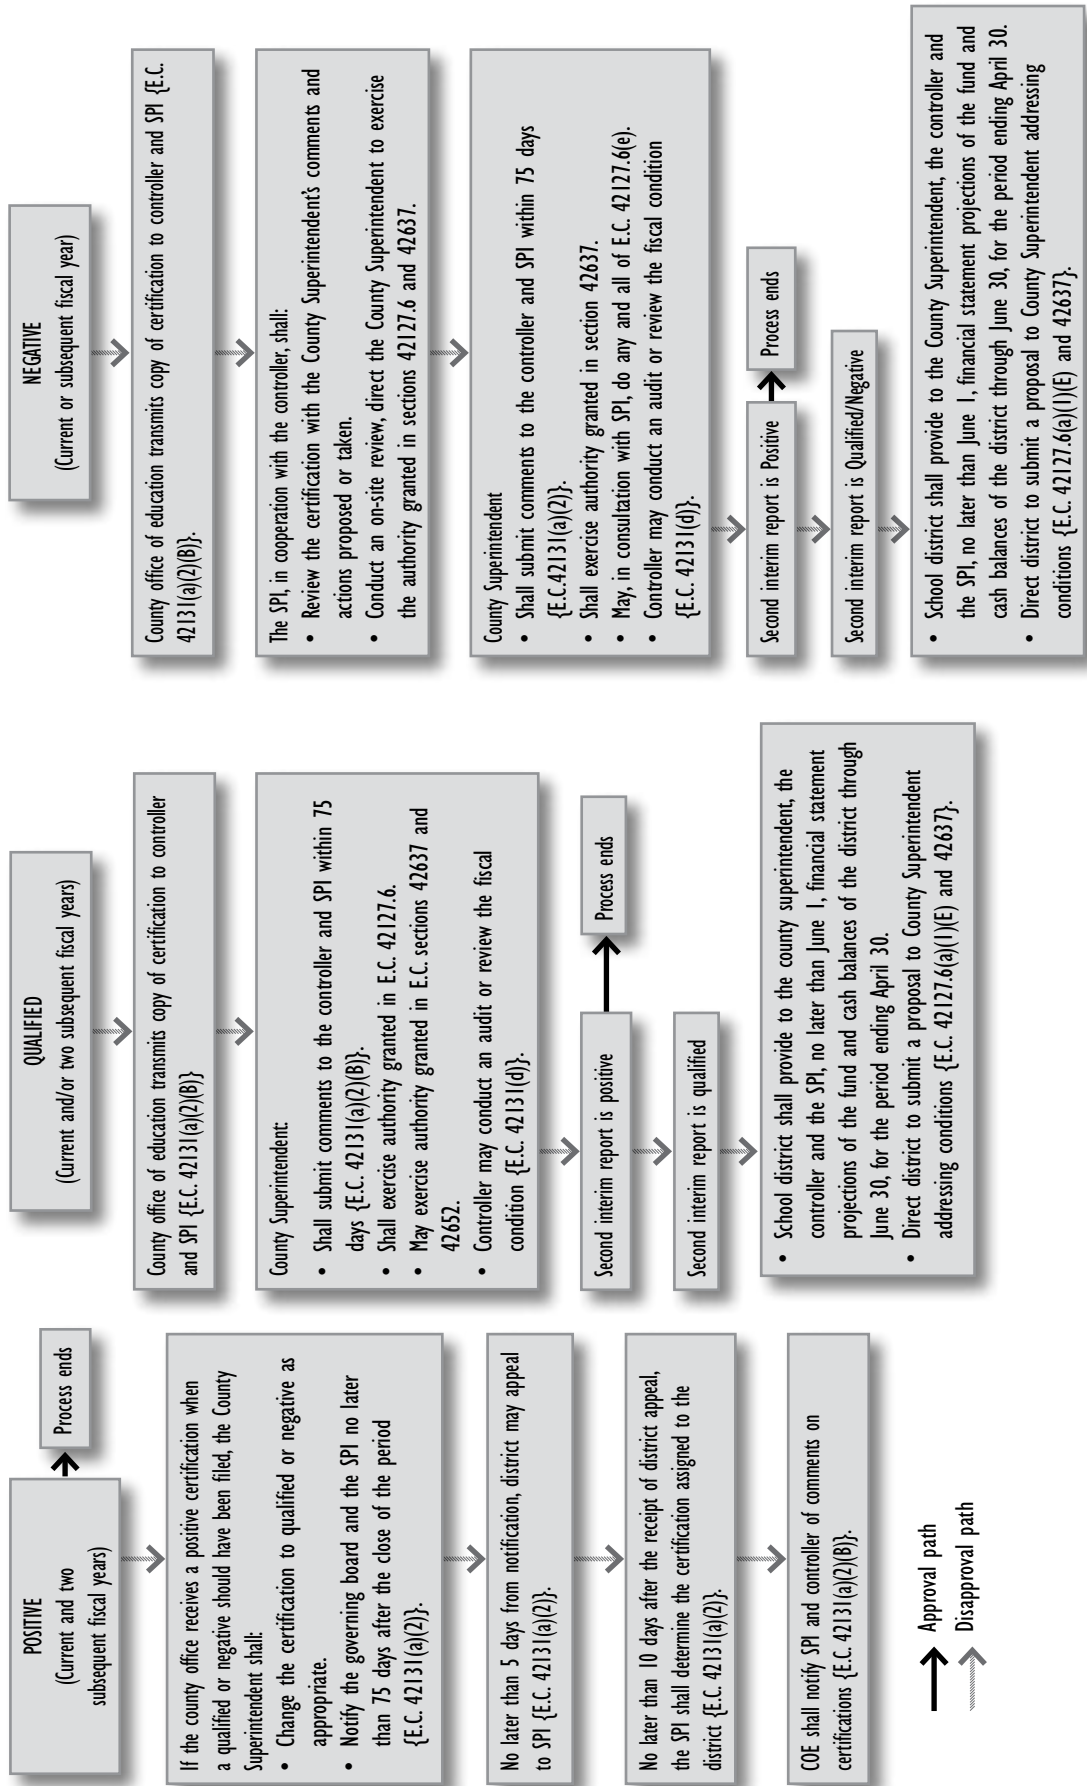 POSITIVE
(Current and two
subsequent fiscal years)
Process ends
If the county office receives a positive certification when
a qualified or negative should have been filed, the County
Superintendent shall:
• Change the certification to qualified or negative as
appropriate.
• Notify the governing board and the SPI no later
than 75 days after the close of the period
{E.C. 42131(a)(2)}.
No later than 5 days from notification, district may appeal
to SPI {E.C. 42131(a)(2)}.
No later than 10 days after the receipt of district appeal,
the SPI shall determine the certification assigned to the
district {E.C. 42131(a)(2)}.
COE shall notify SPI and controller of comments on
certifications {E.C. 42131(a)(2)(B)}.
Approval path
Disapproval path
QUALIFIED
(Current and/or two subsequent fiscal years)
County office of education transmits copy of certification to controller
and SPI {E.C. 42131(a)(2)(B)}
County Superintendent:
• Shall submit comments to the controller and SPI within 75
days {E.C. 42131(a)(2)(B)}.
• Shall exercise authority granted in E.C. 42127.6.
• May exercise authority granted in E.C. sections 42637 and
42652.
• Controller may conduct an audit or review the fiscal
condition {E.C. 42131(d)}.
Second interim report is positive
Process ends
Second interim report is qualified
• School district shall provide to the county superintendent, the
controller and the SPI, no later than June 1, financial statement
projections of the fund and cash balances of the district through
June 30, for the period ending April 30.
• Direct district to submit a proposal to County Superintendent
addressing conditions {E.C. 42127.6(a)(1)(E) and 42637}.
NEGATIVE
(Current or subsequent fiscal year)
County office of education transmits copy of certification to controller and SPI {E.C.
42131(a)(2)(B)}.
The SPI, in cooperation with the controller, shall:
• Review the certification with the County Superintendent's comments and
actions proposed or taken.
• Conduct an on-site review, direct the County Superintendent to exercise
the authority granted in sections 42127.6 and 42637.
County Superintendent
• Shall submit comments to the controller and SPI within 75 days
{E.C.42131(a)(2)}.
• Shall exercise authority granted in section 42637.
• May, in consultation with SPI, do any and all of E.C. 42127.6(e).
• Controller may conduct an audit or review the fiscal condition
{E.C. 42131(d)}.
Second interim report is Positive
Process ends
Second interim report is Qualified/Negative
• School district shall provide to the County Superintendent, the controller and
the SPI, no later than June 1, financial statement projections of the fund and
cash balances of the district through June 30, for the period ending April 30.
• Direct district to submit a proposal to County Superintendent addressing
conditions {E.C. 42127.6(a)(1)(E) and 42637}.